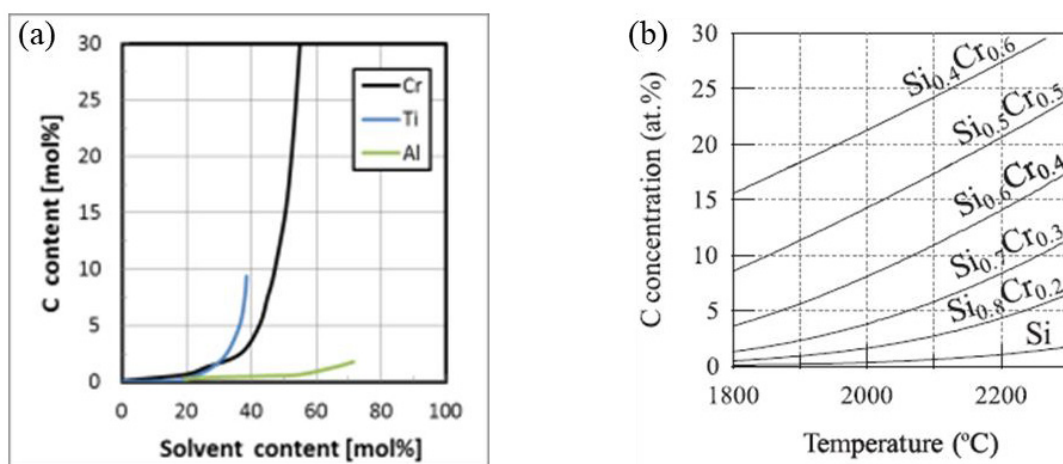 (a)
30
25
20
15
10
5
0
C content [mol%]
Cr
Ti
Al
0 20 40 60 80 100
Solvent content [mol%]
(b)
30
25
20
15
10
5
0
C concentration (at.%)
Si0.4Cr0.6
Si0.5Cr0.5
Si0.6Cr0.4
Si0.7Cr0.3
Si0.8Cr0.2
Si
1800 2000 2200
Temperature (ºC)